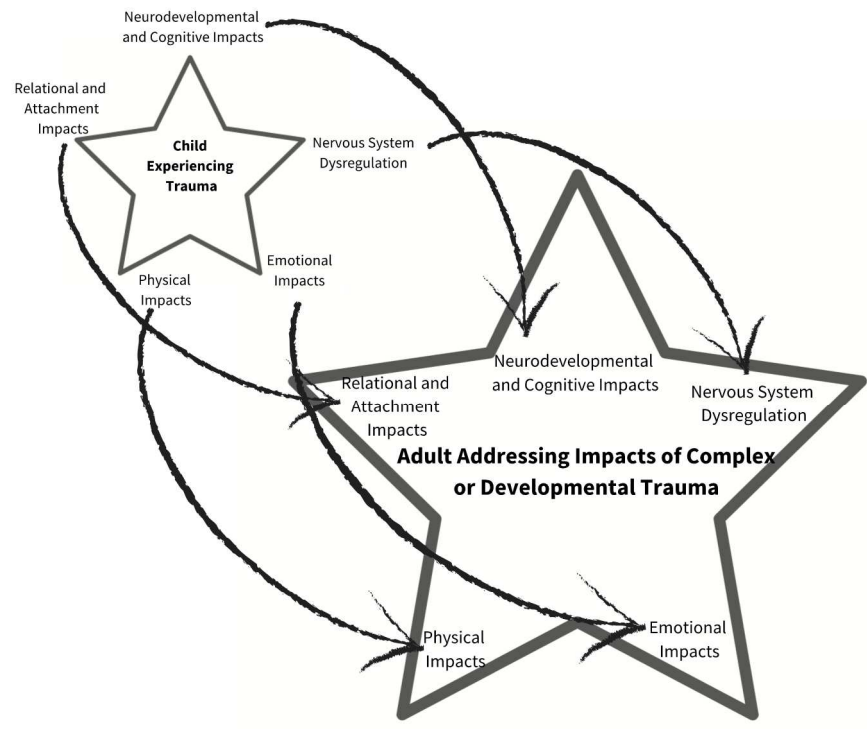 Neurodevelopmental
and Cognitive Impacts
Relational and
Attachment
Impacts
Child
Experiencing
Trauma
Nervous System
Dysregulation
Physical
Impacts
Emotional
Impacts
Neurodevelopmental
and Cognitive Impacts
Relational and
Attachment
Impacts
Nervous System
Dysregulation
Adult Addressing Impacts of Complex
or Developmental Trauma
Physical
Impacts
Emotional
Impacts